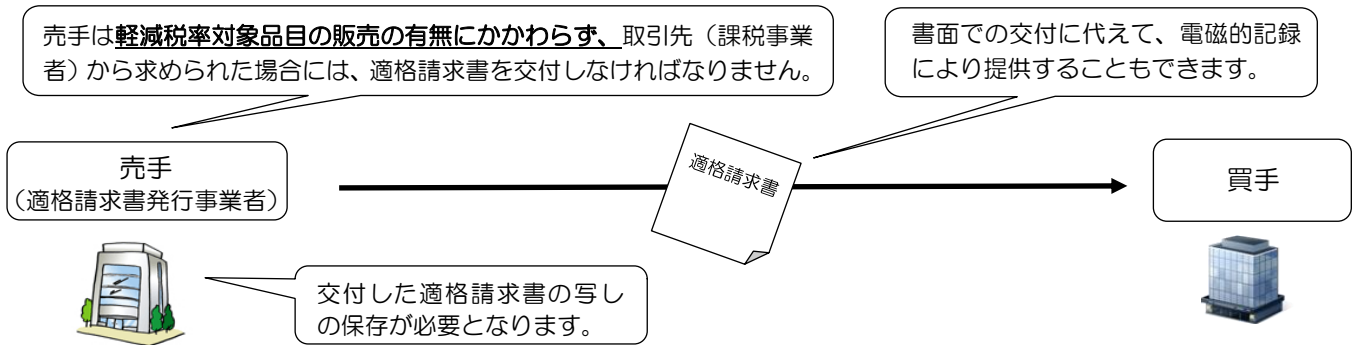 売手は軽減税率対象品目の販売の有無にかかわらず、取引先（課税事業
者）から求められた場合には、適格請求書を交付しなければなりません。
書面での交付に代えて、電磁的記録
により提供することもできます。
売手
（適格請求書発行事業者）
適格請求書
買手
交付した適格請求書の写し
の保存が必要となります。